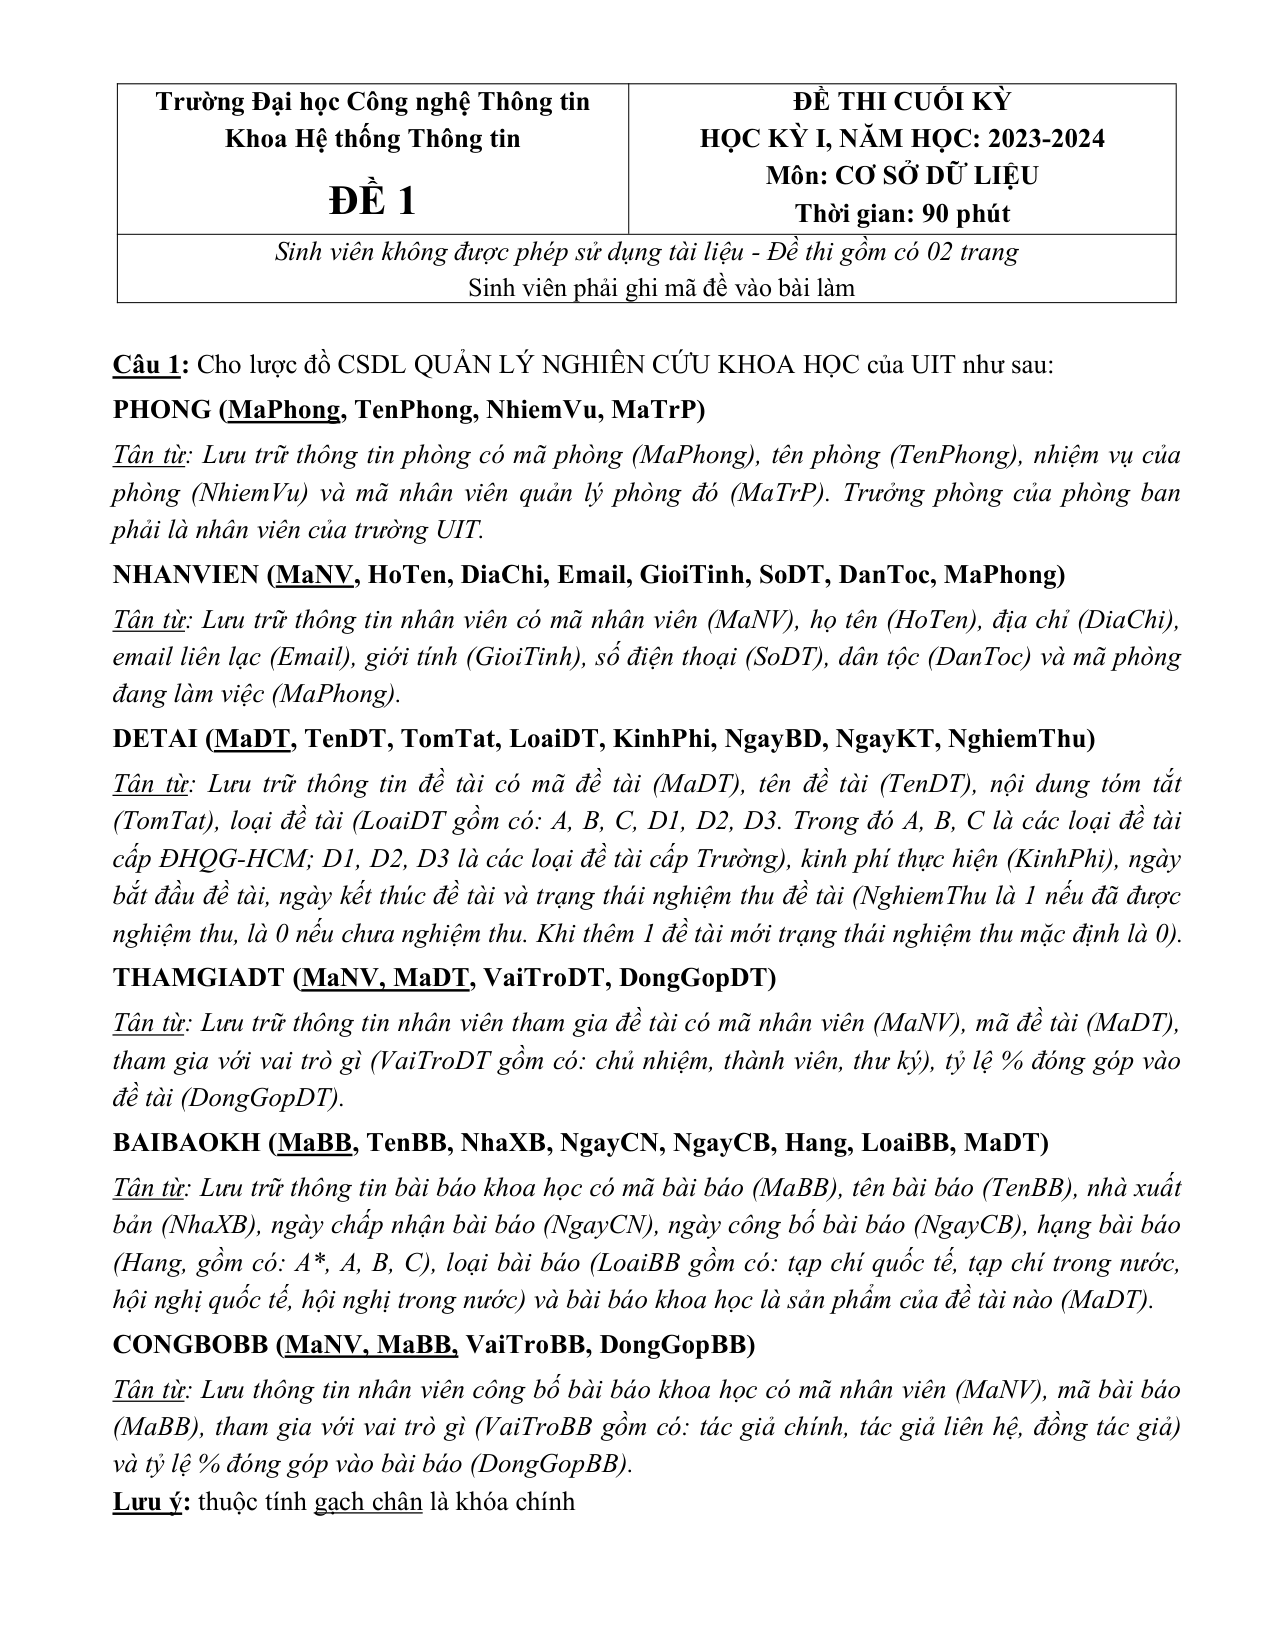 Trường Đại học Công nghệ Thông tin
Khoa Hệ thống Thông tin
ĐỀ 1
ĐỀ THI CUỐI KỲ
HỌC KỲ I, NĂM HỌC: 2023-2024
Môn: CƠ SỞ DỮ LIỆU
Thời gian: 90 phút
Sinh viên không được phép sử dụng tài liệu - Đề thi gồm có 02 trang
Sinh viên phải ghi mã đề vào bài làm
Câu 1: Cho lược đồ CSDL QUẢN LÝ NGHIÊN CỨU KHOA HỌC của UIT như sau:
PHONG (MaPhong, TenPhong, NhiemVu, MaTrP)
Tân từ: Lưu trữ thông tin phòng có mã phòng (MaPhong), tên phòng (TenPhong), nhiệm vụ của
phòng (NhiemVu) và mã nhân viên quản lý phòng đó (MaTrP). Trưởng phòng của phòng ban
phải là nhân viên của trường UIT.
NHANVIEN (MaNV, HoTen, DiaChi, Email, GioiTinh, SoDT, DanToc, MaPhong)
Tân từ: Lưu trữ thông tin nhân viên có mã nhân viên (MaNV), họ tên (HoTen), địa chỉ (DiaChi),
email liên lạc (Email), giới tính (GioiTinh), số điện thoại (SoDT), dân tộc (DanToc) và mã phòng
đang làm việc (MaPhong).
DETAI (MaDT, TenDT, TomTat, LoaiDT, KinhPhi, NgayBD, NgayKT, NghiemThu)
Tân từ: Lưu trữ thông tin đề tài có mã đề tài (MaDT), tên đề tài (TenDT), nội dung tóm tắt
(TomTat), loại đề tài (LoaiDT gồm có: A, B, C, D1, D2, D3. Trong đó A, B, C là các loại đề tài
cấp ĐHQG-HCM; D1, D2, D3 là các loại đề tài cấp Trường), kinh phí thực hiện (KinhPhi), ngày
bắt đầu đề tài, ngày kết thúc đề tài và trạng thái nghiệm thu đề tài (NghiemThu là 1 nếu đã được
nghiệm thu, là 0 nếu chưa nghiệm thu. Khi thêm 1 đề tài mới trạng thái nghiệm thu mặc định là 0).
THAMGIADT (MaNV, MaDT, VaiTroDT, DongGopDT)
Tân từ: Lưu trữ thông tin nhân viên tham gia đề tài có mã nhân viên (MaNV), mã đề tài (MaDT),
tham gia với vai trò gì (VaiTroDT gồm có: chủ nhiệm, thành viên, thư ký), tỷ lệ % đóng góp vào
đề tài (DongGopDT).
BAIBAOKH (MaBB, TenBB, NhaXB, NgayCN, NgayCB, Hang, LoaiBB, MaDT)
Tân từ: Lưu trữ thông tin bài báo khoa học có mã bài báo (MaBB), tên bài báo (TenBB), nhà xuất
bản (NhaXB), ngày chấp nhận bài báo (NgayCN), ngày công bố bài báo (NgayCB), hạng bài báo
(Hang, gồm có: A*, A, B, C), loại bài báo (LoaiBB gồm có: tạp chí quốc tế, tạp chí trong nước,
hội nghị quốc tế, hội nghị trong nước) và bài báo khoa học là sản phẩm của đề tài nào (MaDT).
CONGBOBB (MaNV, MaBB, VaiTroBB, DongGopBB)
Tân từ: Lưu thông tin nhân viên công bố bài báo khoa học có mã nhân viên (MaNV), mã bài báo
(MaBB), tham gia với vai trò gì (VaiTroBB gồm có: tác giả chính, tác giả liên hệ, đồng tác giả)
và tỷ lệ % đóng góp vào bài báo (DongGopBB).
Lưu ý: thuộc tính gạch chân là khóa chính